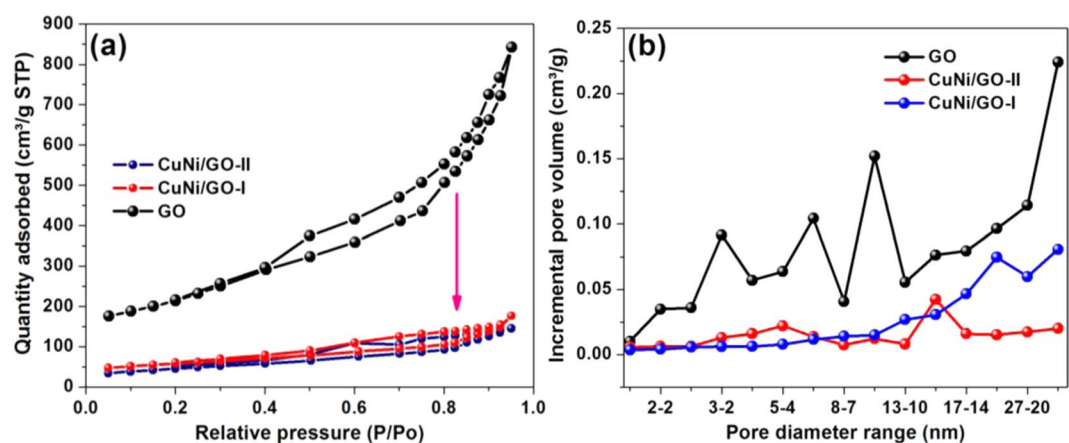 (a)
Quantity adsorbed (cm³/g STP)
900
800
700
600
500
400
300
200
100
0
CuNi/GO-II
CuNi/GO-I
GO
0.0 0.2 0.4 0.6 0.8 1.0
Relative pressure (P/Po)
(b)
Incremental pore volume (cm³/g)
0.25
0.20
0.15
0.10
0.05
0.00
GO
CuNi/GO-II
CuNi/GO-I
2-2 3-2 5-4 8-7 13-10 17-14 27-20
Pore diameter range (nm)